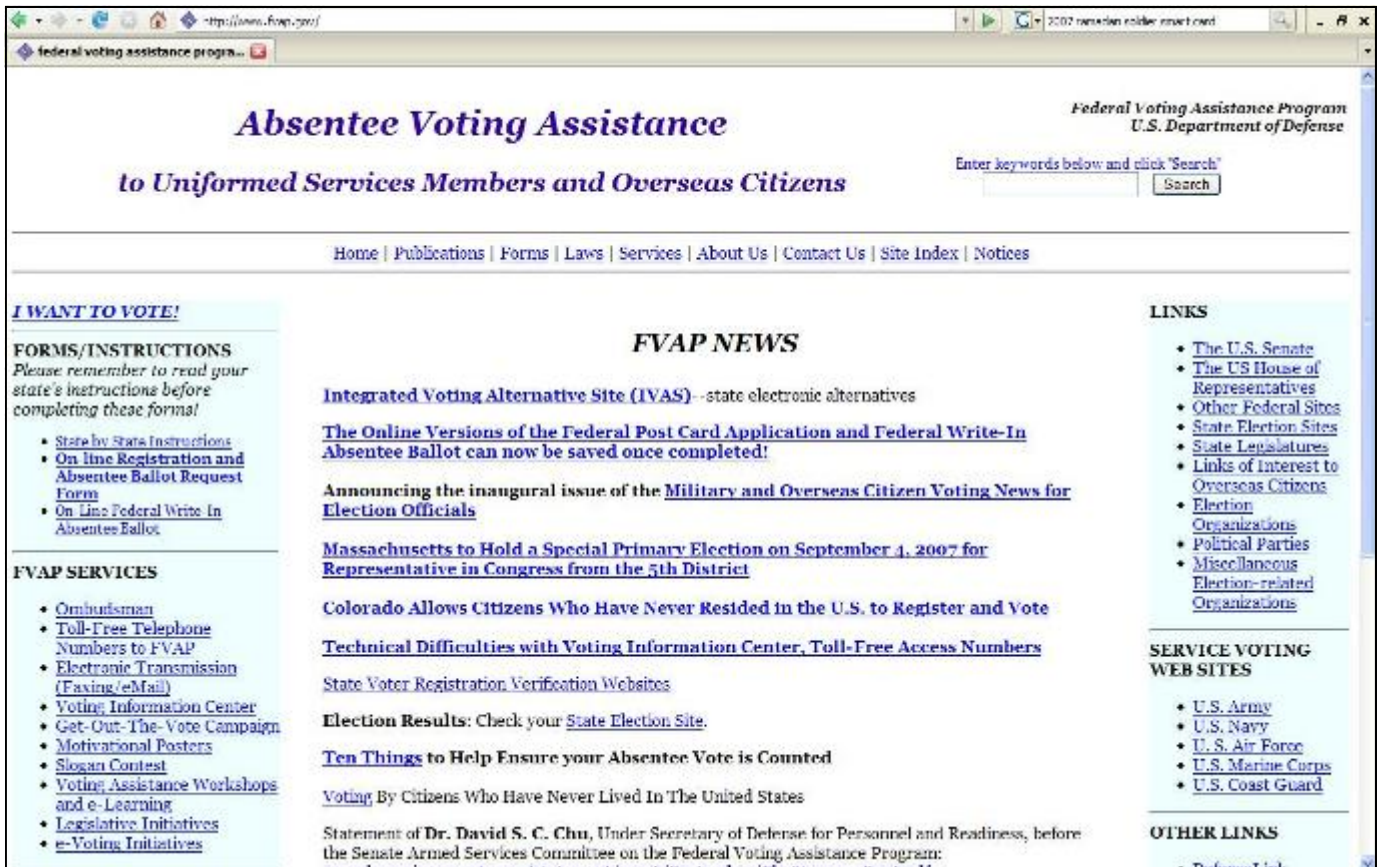 http://www.fvap.gov/
2007 ramadan soldier smart card
federal voting assistance progra...
Absentee Voting Assistance
to Uniformed Services Members and Overseas Citizens
Federal Voting Assistance Program
U.S. Department of Defense
Enter keywords below and click 'Search'
Search
Home | Publications | Forms | Laws | Services | About Us | Contact Us | Site Index | Notices
I WANT TO VOTE!
FORMS/INSTRUCTIONS
Please remember to read your
state's instructions before
completing these forms!
• State by State Instructions
• On-line Registration and
Absentee Ballot Request
Form
• On-Line Federal Write-In
Absentee Ballot
FVAP SERVICES
• Ombudsman
• Toll-Free Telephone
Numbers to FVAP
• Electronic Transmission
(Faxing/eMail)
• Voting Information Center
• Get-Out-The-Vote Campaign
• Motivational Posters
• Slogan Contest
• Voting Assistance Workshops
and e-Learning
• Legislative Initiatives
• e-Voting Initiatives
FVAP NEWS
Integrated Voting Alternative Site (IVAS)--state electronic alternatives
The Online Versions of the Federal Post Card Application and Federal Write-In
Absentee Ballot can now be saved once completed!
Announcing the inaugural issue of the Military and Overseas Citizen Voting News for
Election Officials
Massachusetts to Hold a Special Primary Election on September 4, 2007 for
Representative in Congress from the 5th District
Colorado Allows Citizens Who Have Never Resided in the U.S. to Register and Vote
Technical Difficulties with Voting Information Center, Toll-Free Access Numbers
State Voter Registration Verification Websites
Election Results: Check your State Election Site.
Ten Things to Help Ensure your Absentee Vote is Counted
Voting By Citizens Who Have Never Lived In The United States
Statement of Dr. David S. C. Chu, Under Secretary of Defense for Personnel and Readiness, before
the Senate Armed Services Committee on the Federal Voting Assistance Program:
LINKS
• The U.S. Senate
• The US House of
Representatives
• Other Federal Sites
• State Election Sites
• State Legislatures
• Links of Interest to
Overseas Citizens
• Election
Organizations
• Political Parties
• Miscellaneous
Election-related
Organizations
SERVICE VOTING
WEB SITES
• U.S. Army
• U.S. Navy
• U. S. Air Force
• U.S. Marine Corps
• U.S. Coast Guard
OTHER LINKS